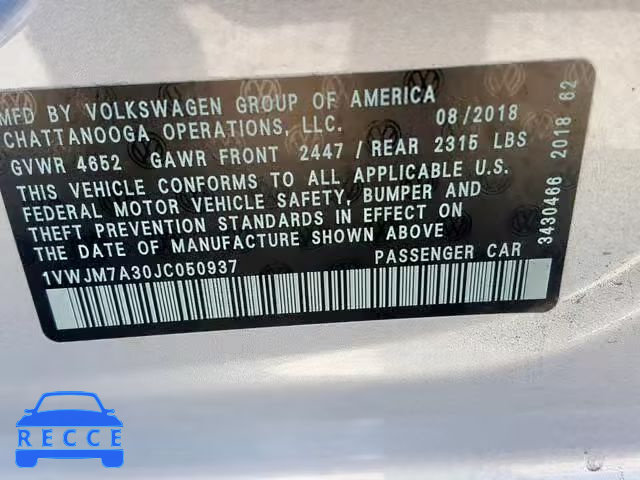 MFD BY VOLKSWAGEN GROUP OF AMERICA
CHATTANOOGA OPERATIONS, LLC. 08/2018
GVWR 4652 GAWR FRONT 2447 / REAR 2315 LBS
THIS VEHICLE CONFORMS TO ALL APPLICABLE U.S.
FEDERAL MOTOR VEHICLE SAFETY, BUMPER AND
THEFT PREVENTION STANDARDS IN EFFECT ON
THE DATE OF MANUFACTURE SHOWN ABOVE
1VWJM7A30JC050937 PASSENGER CAR
3430466 2018 62
RECCE